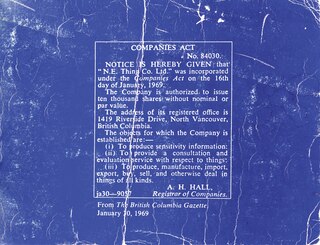 COMPANIES ACT
No. 84030.
NOTICE IS HEREBY GIVEN that
"N.E. Thing Co. Ltd." was incorporated
under the Companies Act on the 16th
day of January, 1969.
The Company is authorized to issue
ten thousand shares without nominal or
par value.
The address of its registered office is
1419 Riverside Drive, North Vancouver,
British Columbia.
The objects for which the Company is
established are:—
(i) To produce sensitivity information:
(ii) To provide a consultation and
evaluation service with respect to things:
(iii) To produce, manufacture, import,
export, buy, sell, and otherwise deal in
things of all kinds.
A. H. HALL,
ja30—9057 Registrar of Companies.
From The British Columbia Gazette,
January 30, 1969